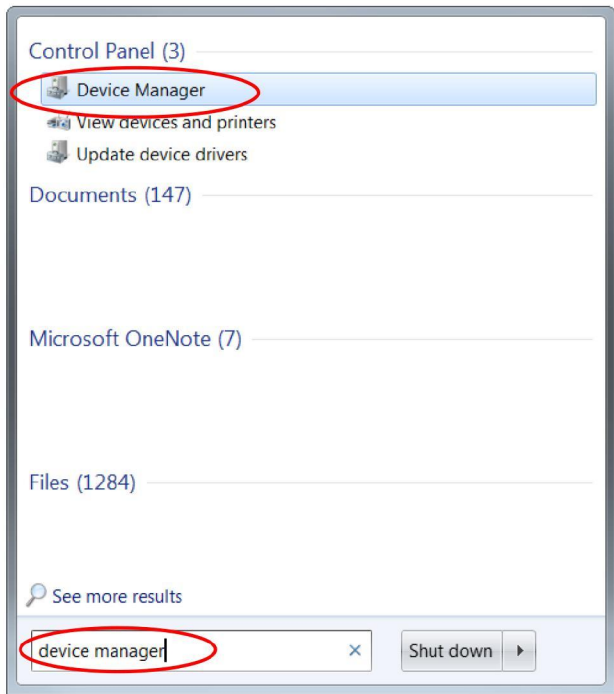 Control Panel (3)
Device Manager
View devices and printers
Update device drivers
Documents (147)
Microsoft OneNote (7)
Files (1284)
See more results
device manager
Shut down